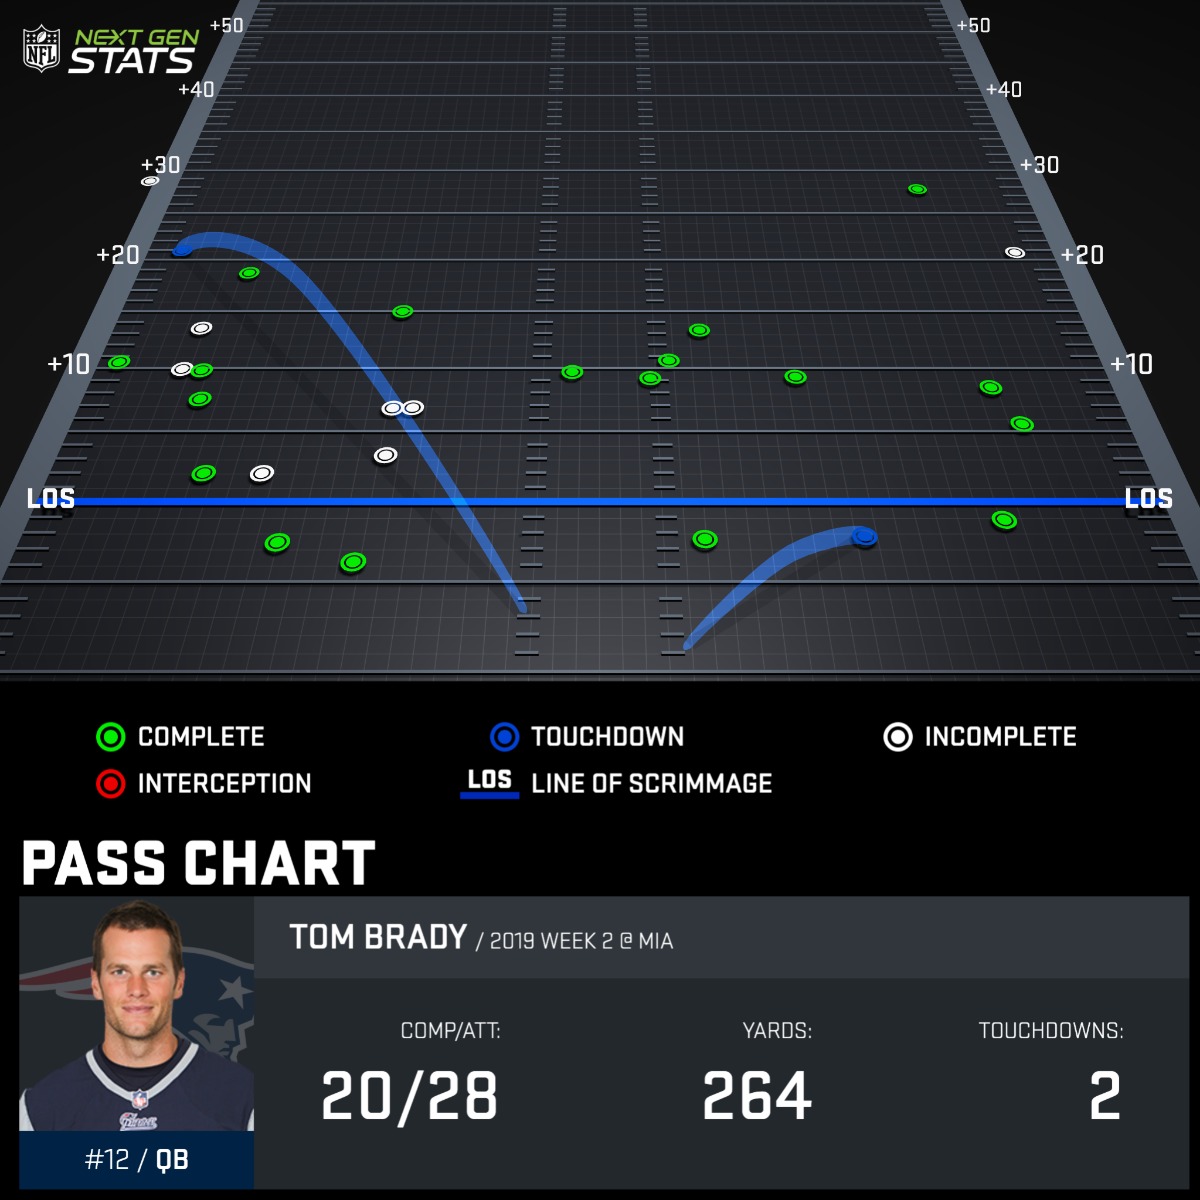 NFL NEXT GEN
STATS
+50 +50
+40 +40
+30 +30
+20 +20
+10 +10
LOS LOS
COMPLETE TOUCHDOWN INCOMPLETE
INTERCEPTION LOS LINE OF SCRIMMAGE
PASS CHART
TOM BRADY / 2019 WEEK 2 @ MIA
COMP/ATT: YARDS: TOUCHDOWNS:
20/28 264 2
#12 / QB